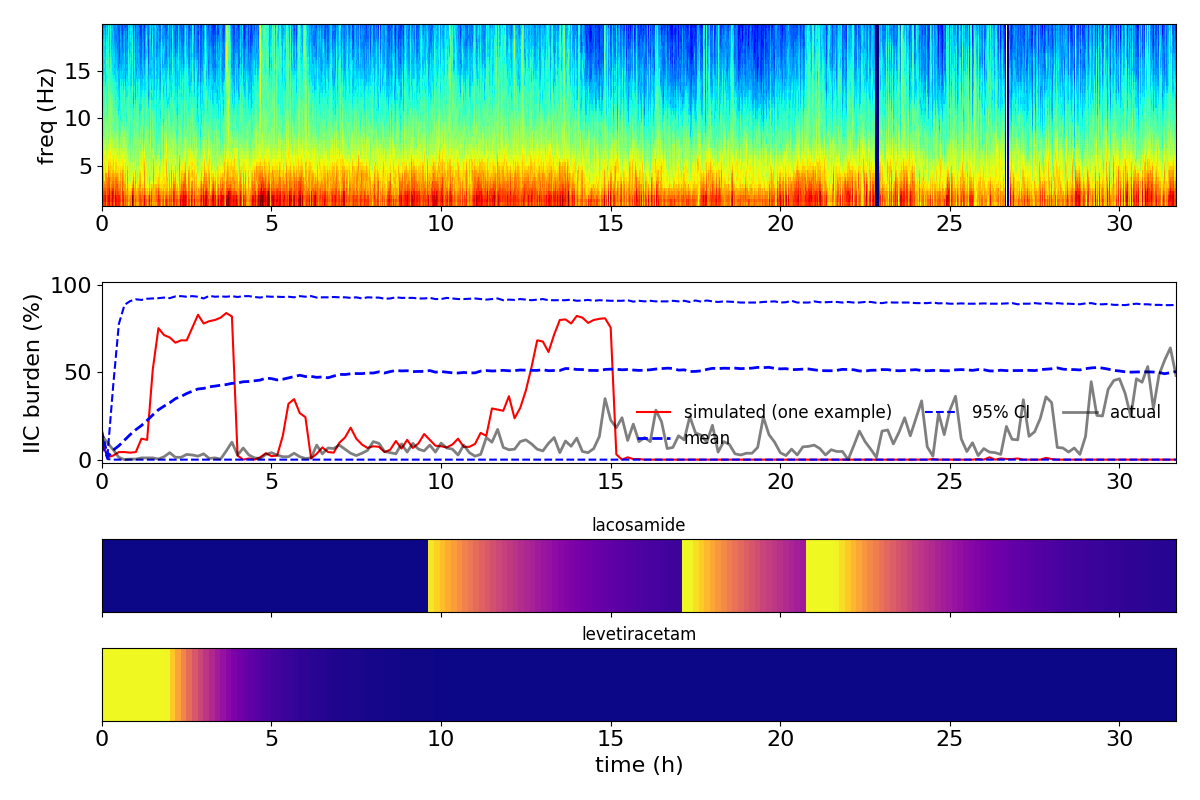 freq (Hz)
15
10
5
0 5 10 15 20 25 30
IIC burden (%)
100
50
0
simulated (one example) 95% CI actual
mean
0 5 10 15 20 25 30
lacosamide
levetiracetam
0 5 10 15 20 25 30
time (h)